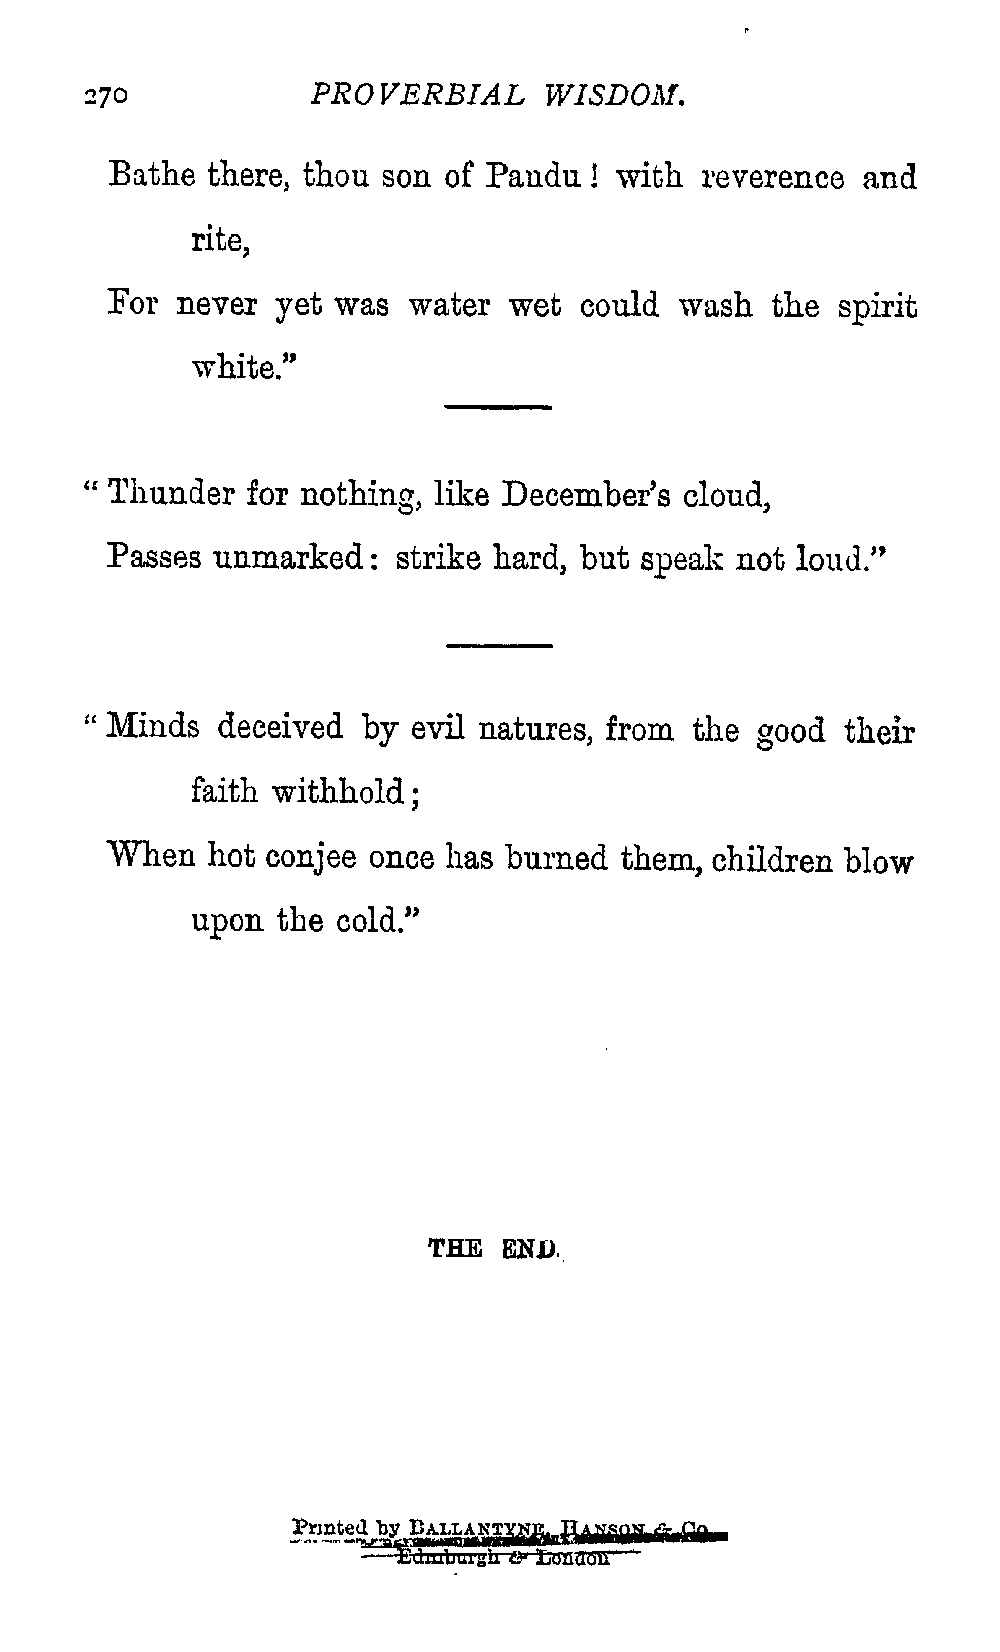 270 PROVERBIAL WISDOM.
Bathe there, thou son of Pandu! with reverence and
rite,
For never yet was water wet could wash the spirit
white.”
“Thunder for nothing, like December’s cloud,
Passes unmarked: strike hard, but speak not loud.”
“Minds deceived by evil natures, from the good their
faith withhold;
When hot conjee once has burned them, children blow
upon the cold.”
THE END.
Printed by BALLANTYNE, HANSON & Co.
Edinburgh & London